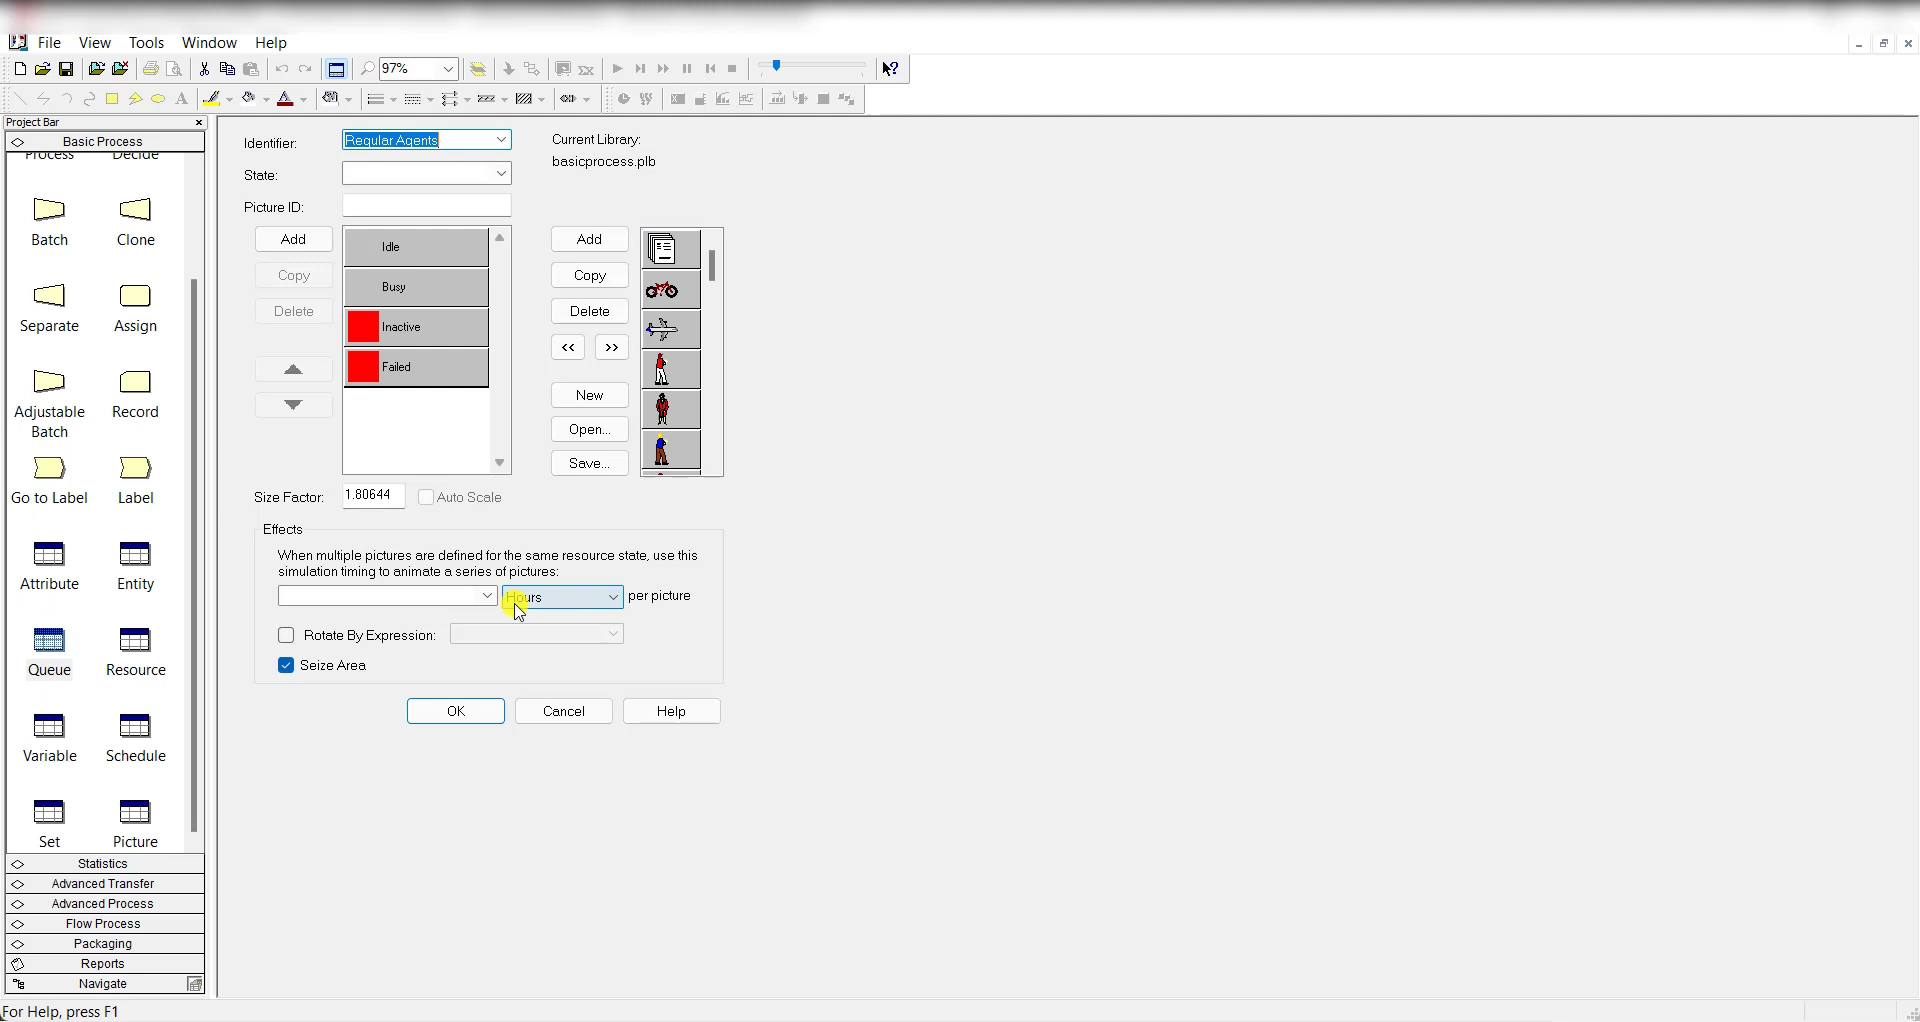 File View Tools Window Help
97%
Project Bar
Basic Process
Process Decide
Batch Clone
Separate Assign
Adjustable Batch Record
Go to Label Label
Attribute Entity
Queue Resource
Variable Schedule
Set Picture
Statistics
Advanced Transfer
Advanced Process
Flow Process
Packaging
Reports
Navigate
Identifier: Regular Agents
State:
Picture ID:
Add
Copy
Delete
Idle
Busy
Inactive
Failed
Current Library:
basicprocess.plb
Add
Copy
Delete
<< >>
New
Open...
Save...
Size Factor: 1.80644 Auto Scale
Effects
When multiple pictures are defined for the same resource state, use this
simulation timing to animate a series of pictures:
Hours per picture
Rotate By Expression:
Seize Area
OK Cancel Help
For Help, press F1